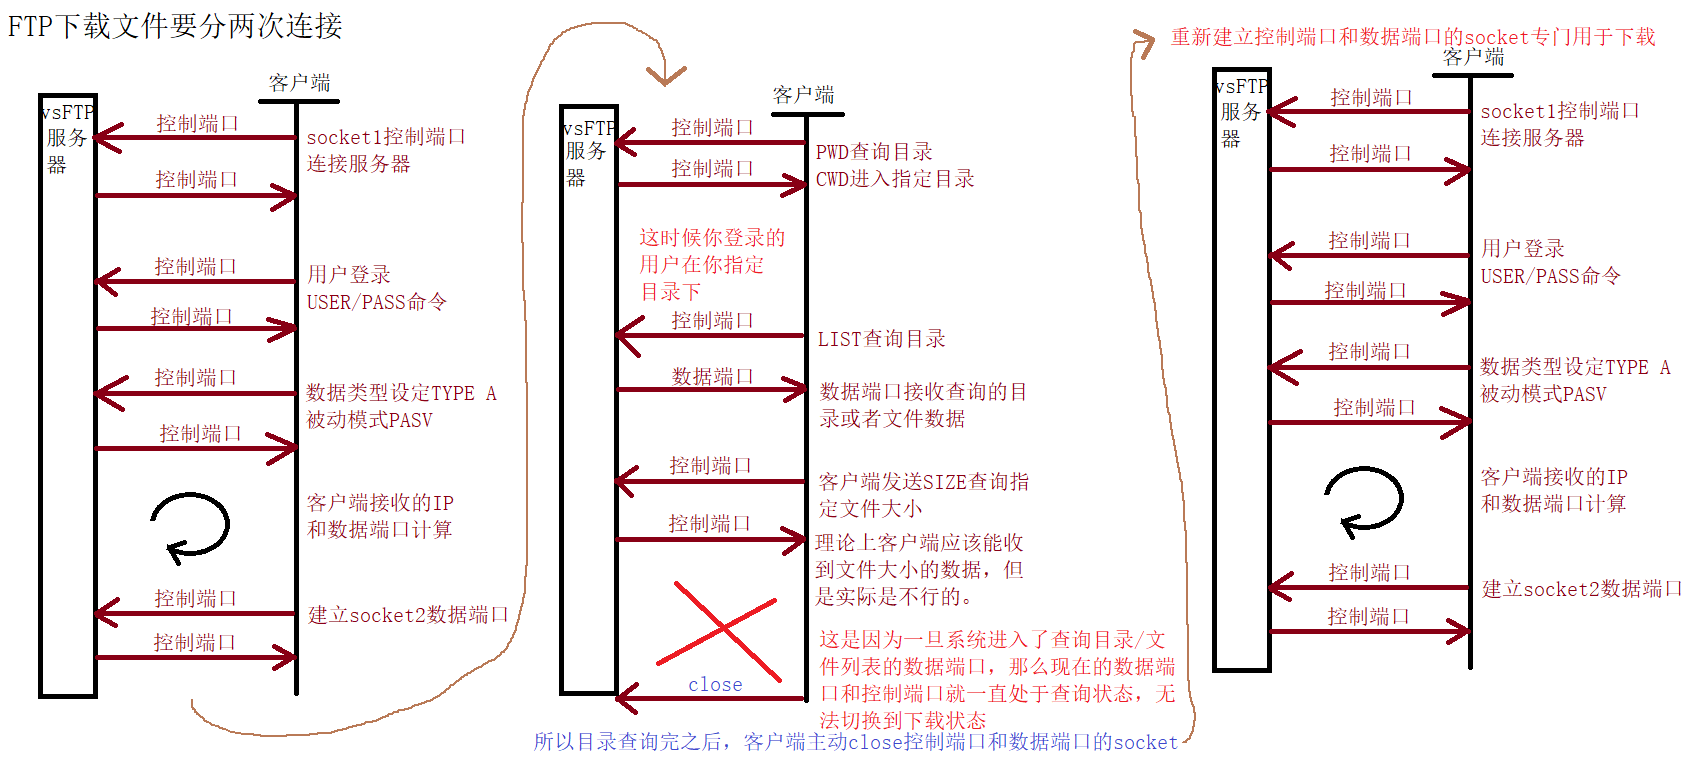 FTP下载文件要分两次连接
客户端
vsFTP
服务
器
控制端口
socket1控制端口
连接服务器
控制端口
控制端口
用户登录
USER/PASS命令
控制端口
控制端口
数据类型设定TYPE A
被动模式PASV
控制端口
客户端接收的IP
和数据端口计算
控制端口
建立socket2数据端口
控制端口
客户端
vsFTP
服务
器
控制端口
PWD查询目录
控制端口
CWD进入指定目录
这时候你登录的
用户在你指定
目录下
控制端口
LIST查询目录
数据端口
数据端口接收查询的目
录或者文件数据
控制端口
客户端发送SIZE查询指
定文件大小
控制端口
理论上客户端应该能收
到文件大小的数据，但
是实际是不行的。
这是因为一旦系统进入了查询目录/文
件列表的数据端口，那么现在的数据端
口和控制端口就一直处于查询状态，无
法切换到下载状态
close
所以目录查询完之后，客户端主动close控制端口和数据端口的socket
重新建立控制端口和数据端口的socket专门用于下载
客户端
vsFTP
服务
器
控制端口
socket1控制端口
连接服务器
控制端口
控制端口
用户登录
USER/PASS命令
控制端口
控制端口
数据类型设定TYPE A
被动模式PASV
控制端口
客户端接收的IP
和数据端口计算
控制端口
建立socket2数据端口
控制端口